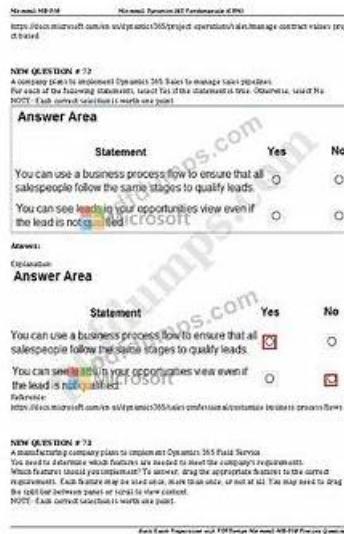 Microsoft MB-910
Microsoft Dynamics 365 Fundamentals (CRM)
https://docs.microsoft.com/en-us/dynamics365/project-operations/sales/manage-contract-values-proj
ct-based
NEW QUESTION # 72
A company plans to implement Dynamics 365 Sales to manage sales pipelines.
For each of the following statements, select Yes if the statement is true. Otherwise, select No.
NOTE: Each correct selection is worth one point.
Answer Area
Statement Yes No
You can use a business process flow to ensure that all
salespeople follow the same stages to qualify leads.
You can see leads in your opportunities view even if
the lead is not qualified.
Answer:
Explanation:
Answer Area
Statement Yes No
You can use a business process flow to ensure that all
salespeople follow the same stages to qualify leads.
You can see leads in your opportunities view even if
the lead is not qualified.
Microsoft
Reference:
NEW QUESTION # 73
A manufacturing company plans to implement Dynamics 365 Field Service.
You need to determine which features are needed to meet the company's requirements.
Which features should you implement? To answer, drag the appropriate features to the correct
requirements. Each feature may be used once, more than once, or not at all. You may need to drag
the split bar between panes or scroll to view content.
NOTE: Each correct selection is worth one point.